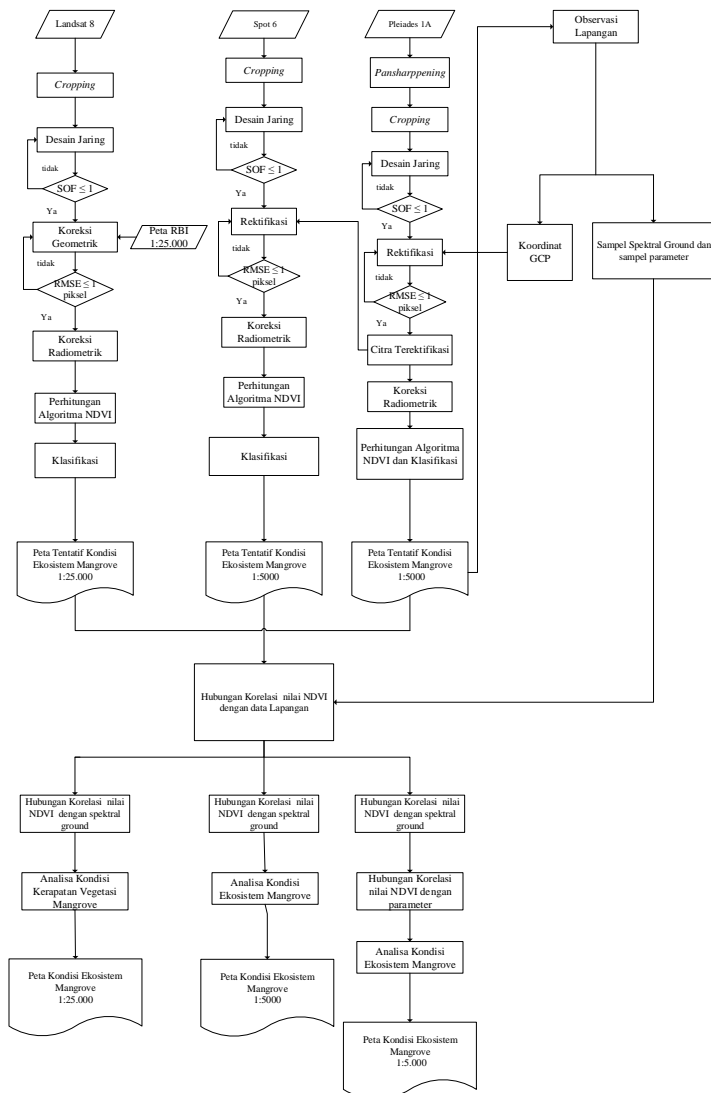 Landsat 8
Cropping
Desain Jaring
tidak
SOF ≤ 1
Ya
Koreksi
Geometrik
Peta RBI
1:25.000
tidak
RMSE ≤ 1
piksel
Ya
Koreksi
Radiometrik
Perhitungan
Algoritma NDVI
Klasifikasi
Peta Tentatif Kondisi
Ekosistem Mangrove
1:25.000
Spot 6
Cropping
Desain Jaring
tidak
SOF ≤ 1
Ya
Rektifikasi
tidak
RMSE ≤ 1
piksel
Ya
Koreksi
Radiometrik
Perhitungan
Algoritma NDVI
Klasifikasi
Peta Tentatif Kondisi
Ekosistem Mangrove
1:5000
Pleiades 1A
Pansharppening
Cropping
Desain Jaring
tidak
SOF ≤ 1
Ya
Rektifikasi
tidak
RMSE ≤ 1
piksel
Ya
Citra Terektifikasi
Koreksi
Radiometrik
Perhitungan Algoritma
NDVI dan Klasifikasi
Peta Tentatif Kondisi
Ekosistem Mangrove
1:5000
Observasi
Lapangan
Koordinat
GCP
Sampel Spektral Ground dan
sampel parameter
Hubungan Korelasi nilai NDVI
dengan data Lapangan
Hubungan Korelasi nilai
NDVI dengan spektral
ground
Analisa Kondisi
Kerapatan Vegetasi
Mangrove
Peta Kondisi Ekosistem
Mangrove
1:25.000
Hubungan Korelasi nilai
NDVI dengan spektral
ground
Analisa Kondisi
Ekosistem Mangrove
Peta Kondisi Ekosistem
Mangrove
1:5000
Hubungan Korelasi nilai
NDVI dengan spektral
ground
Hubungan Korelasi
nilai NDVI dengan
parameter
Analisa Kondisi
Ekosistem Mangrove
Peta Kondisi Ekosistem
Mangrove
1:5.000